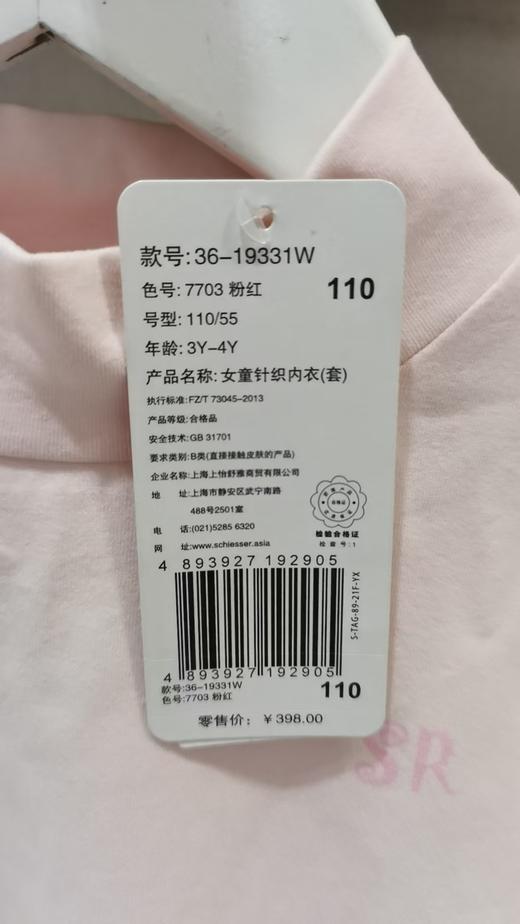 款号: 36-19331W
色号: 7703 粉红
110
号型: 110/55
年龄: 3Y-4Y
产品名称: 女童针织内衣(套)
执行标准: FZ/T 73045-2013
产品等级: 合格品
安全技术: GB 31701
要求类别: B类(直接接触皮肤的产品)
企业名称: 上海上怡舒雅商贸有限公司
地 址: 上海市静安区武宁南路
488号2501室
电 话: (021)5285 6320
网 址: www.schiesser.asia
合格证
检验合格证
检验号: 1
4 893927 192905
S-TAG-89-21F-YX
4 893927 192905
款号: 36-19331W
色号: 7703 粉红
110
零售价: ¥ 398.00
SR